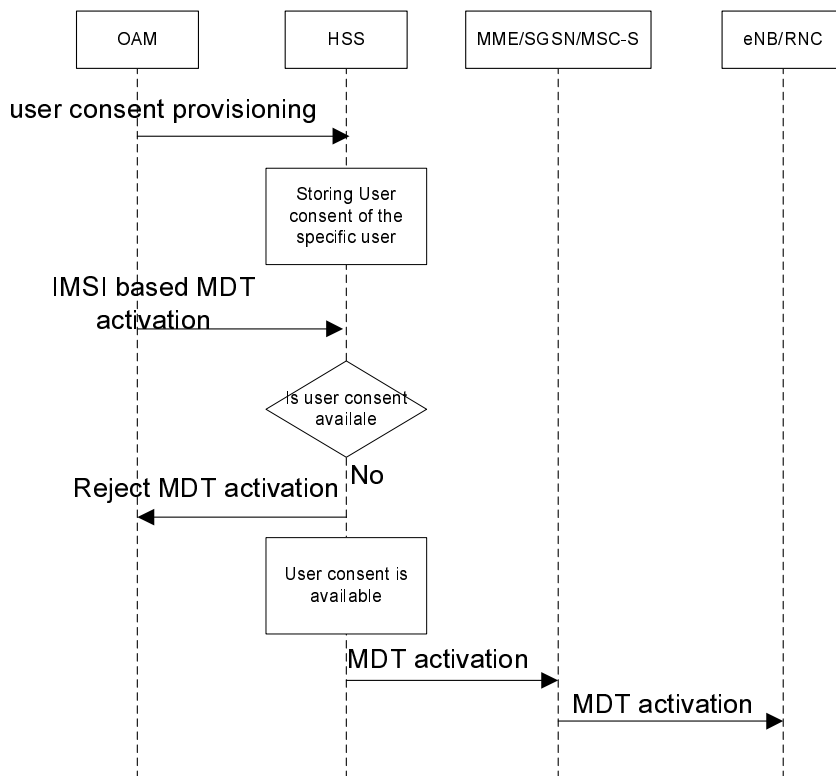 OAM
HSS
MME/SGSN/MSC-S
eNB/RNC
user consent provisioning
Storing User
consent of the
specific user
IMSI based MDT
activation
Is user consent
availale
No
Reject MDT activation
User consent is
available
MDT activation
MDT activation